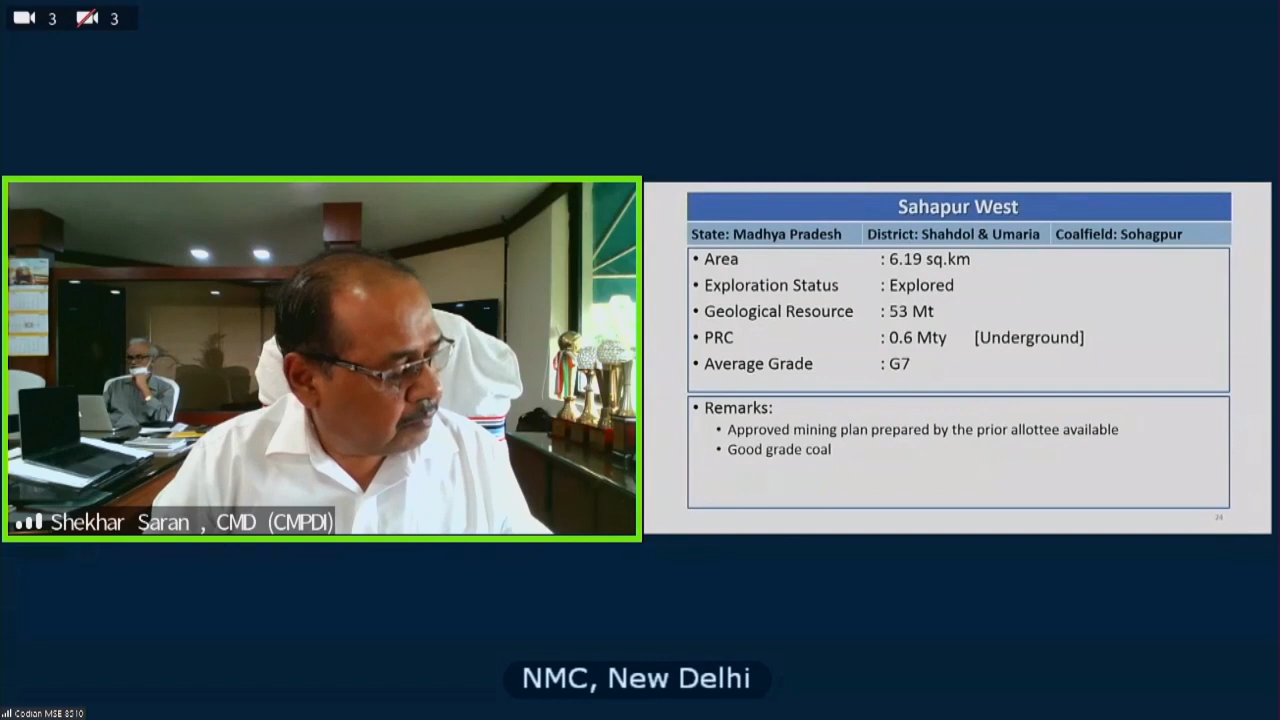 3 3
Sahapur West
State: Madhya Pradesh District: Shahdol & Umaria Coalfield: Sohagpur
• Area : 6.19 sq.km
• Exploration Status : Explored
• Geological Resource : 53 Mt
• PRC : 0.6 Mty [Underground]
• Average Grade : G7
• Remarks:
• Approved mining plan prepared by the prior allottee available
• Good grade coal
24
Shekhar Saran , CMD (CMPDI)
NMC, New Delhi
Codian MSE 8510